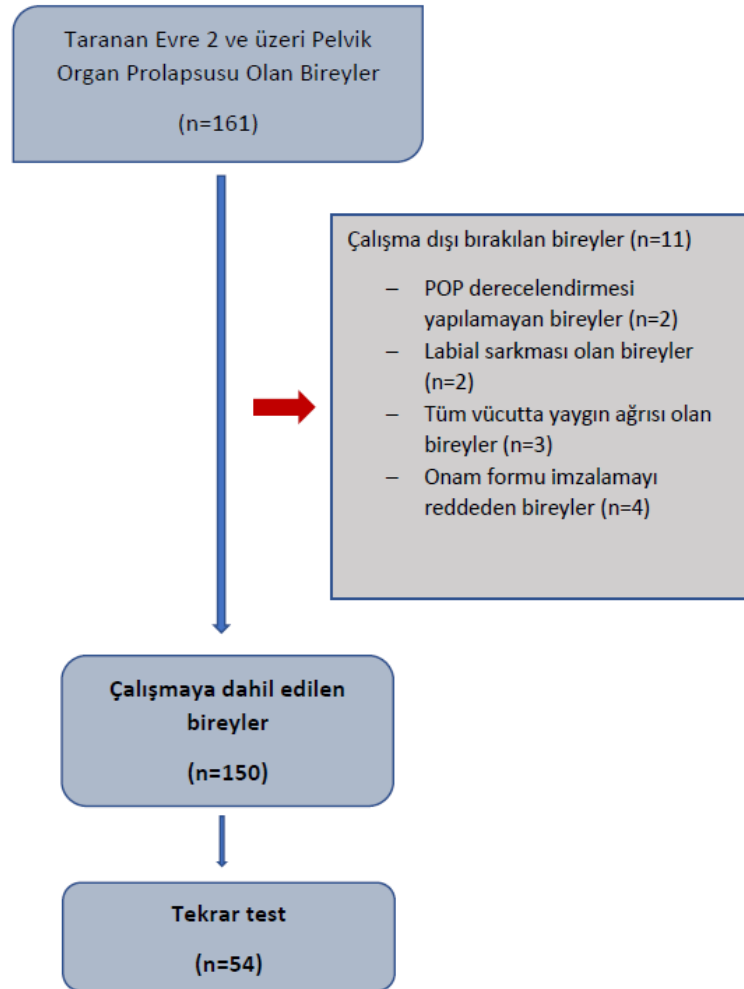 Taranan Evre 2 ve üzeri Pelvik
Organ Prolapsusu Olan Bireyler
(n=161)
Çalışma dışı bırakılan bireyler (n=11)
– POP derecelendirmesi
yapılamayan bireyler (n=2)
– Labial sarkması olan bireyler
(n=2)
– Tüm vücutta yaygın ağrısı olan
bireyler (n=3)
– Onam formu imzalamayı
reddeden bireyler (n=4)
Çalışmaya dahil edilen
bireyler
(n=150)
Tekrar test
(n=54)